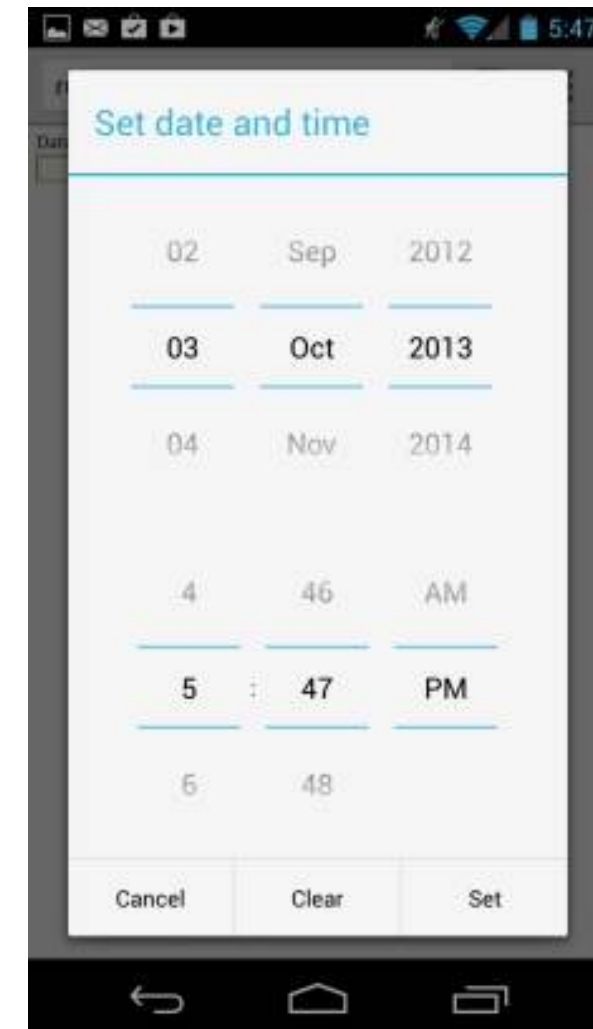 5:47
Set date and time
02 Sep 2012
03 Oct 2013
04 Nov 2014
4 46 AM
5 : 47 PM
6 48
Cancel Clear Set